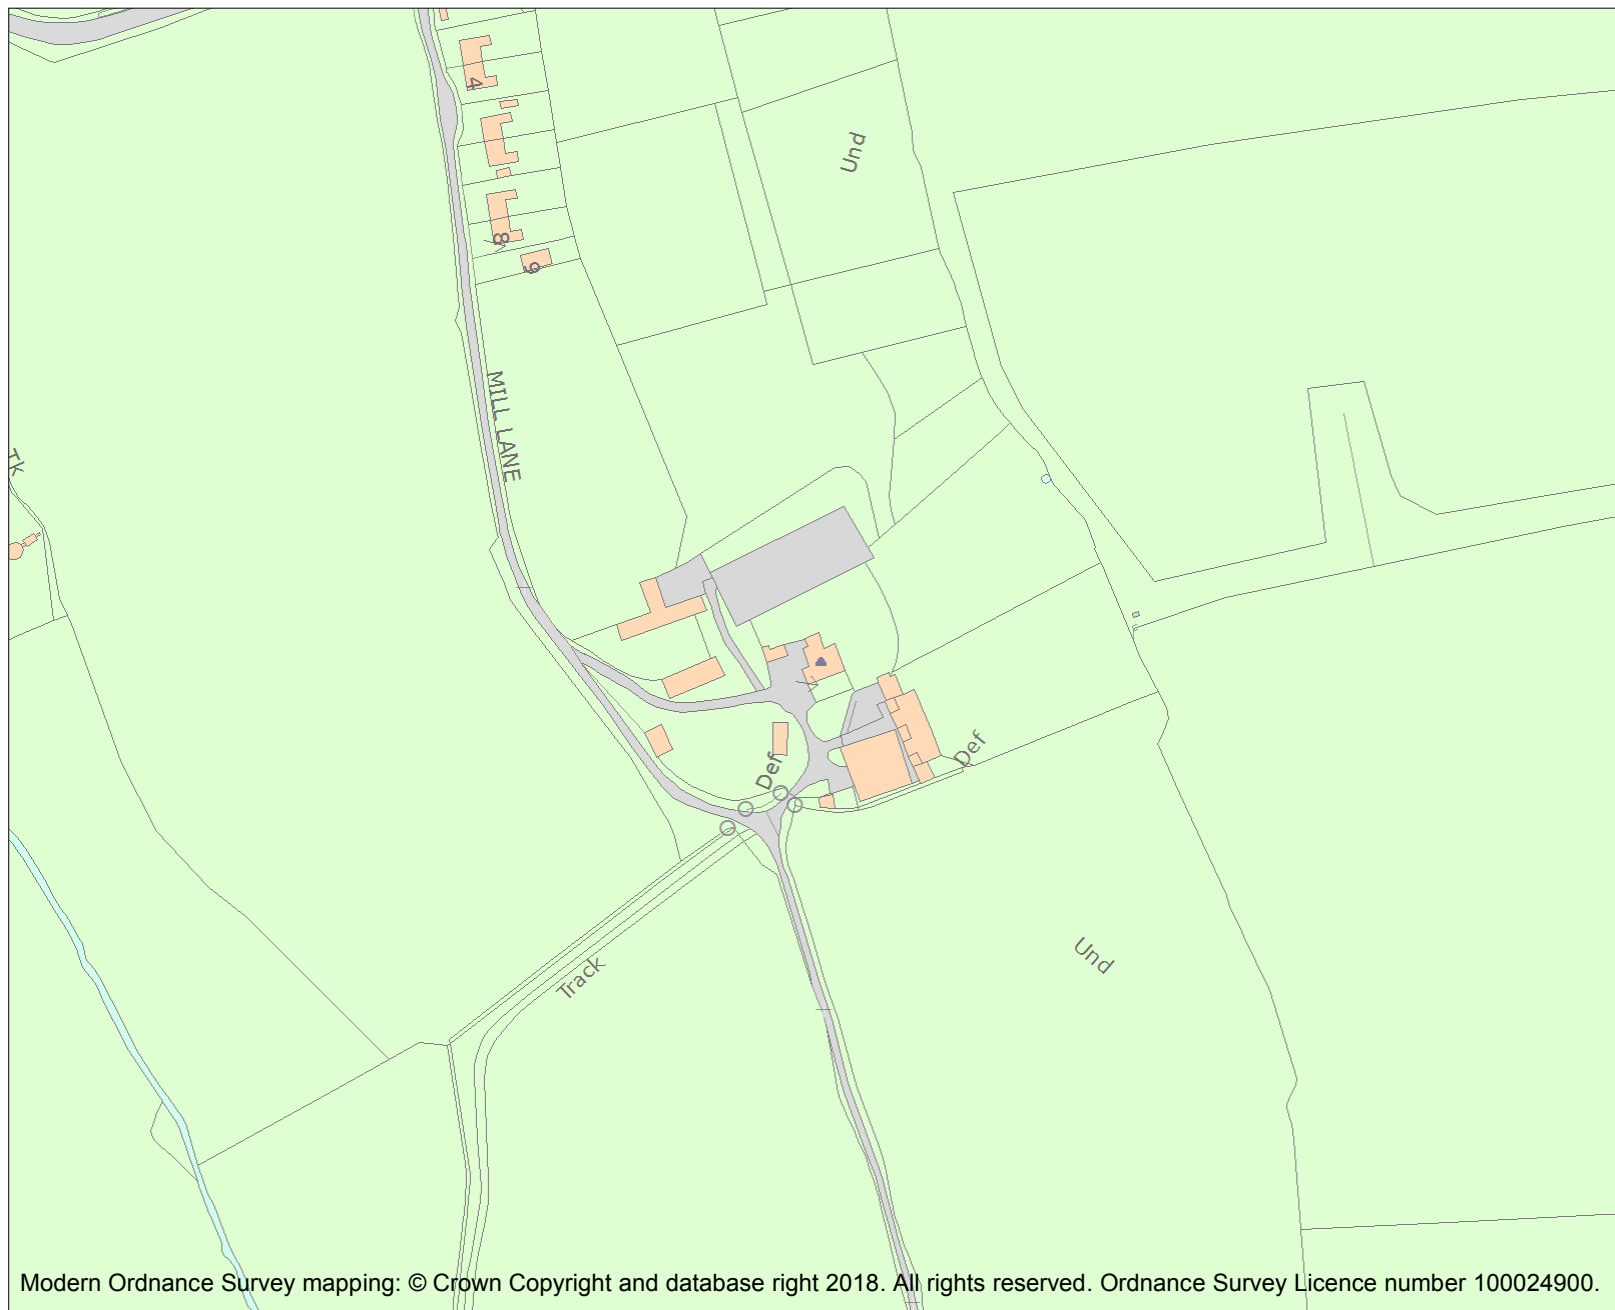 4
Und
8
9
MILL LANE
Tk
Def
Def
Und
Track
Modern Ordnance Survey mapping: © Crown Copyright and database right 2018. All rights reserved. Ordnance Survey Licence number 100024900.